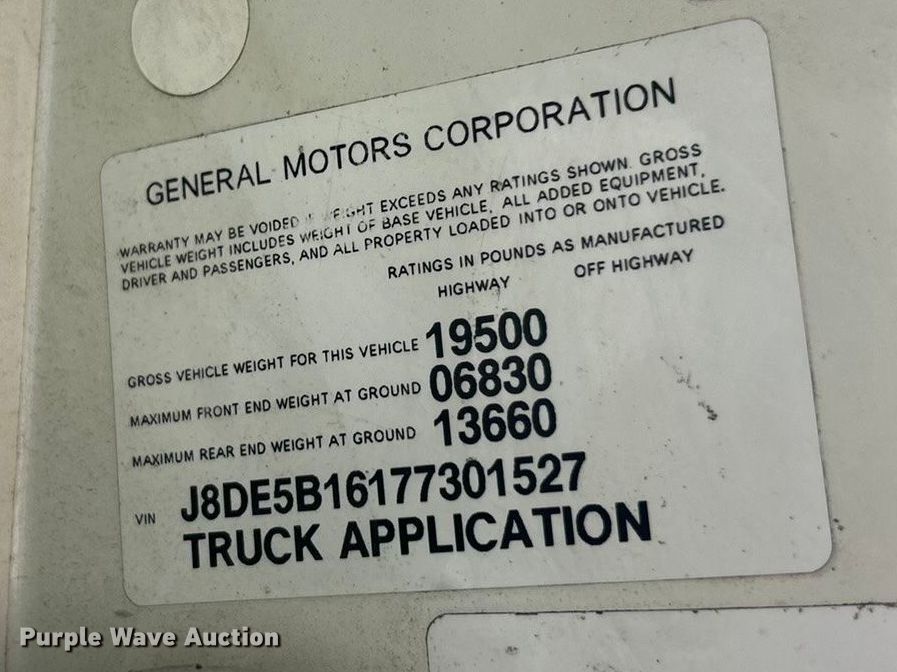 GENERAL MOTORS CORPORATION
WARRANTY MAY BE VOIDED IF WEIGHT EXCEEDS ANY RATINGS SHOWN. GROSS
VEHICLE WEIGHT INCLUDES WEIGHT OF BASE VEHICLE, ALL ADDED EQUIPMENT,
DRIVER AND PASSENGERS, AND ALL PROPERTY LOADED INTO OR ONTO VEHICLE.
RATINGS IN POUNDS AS MANUFACTURED
HIGHWAY OFF HIGHWAY
GROSS VEHICLE WEIGHT FOR THIS VEHICLE 19500
MAXIMUM FRONT END WEIGHT AT GROUND 06830
MAXIMUM REAR END WEIGHT AT GROUND 13660
VIN J8DE5B16177301527
TRUCK APPLICATION
Purple Wave Auction